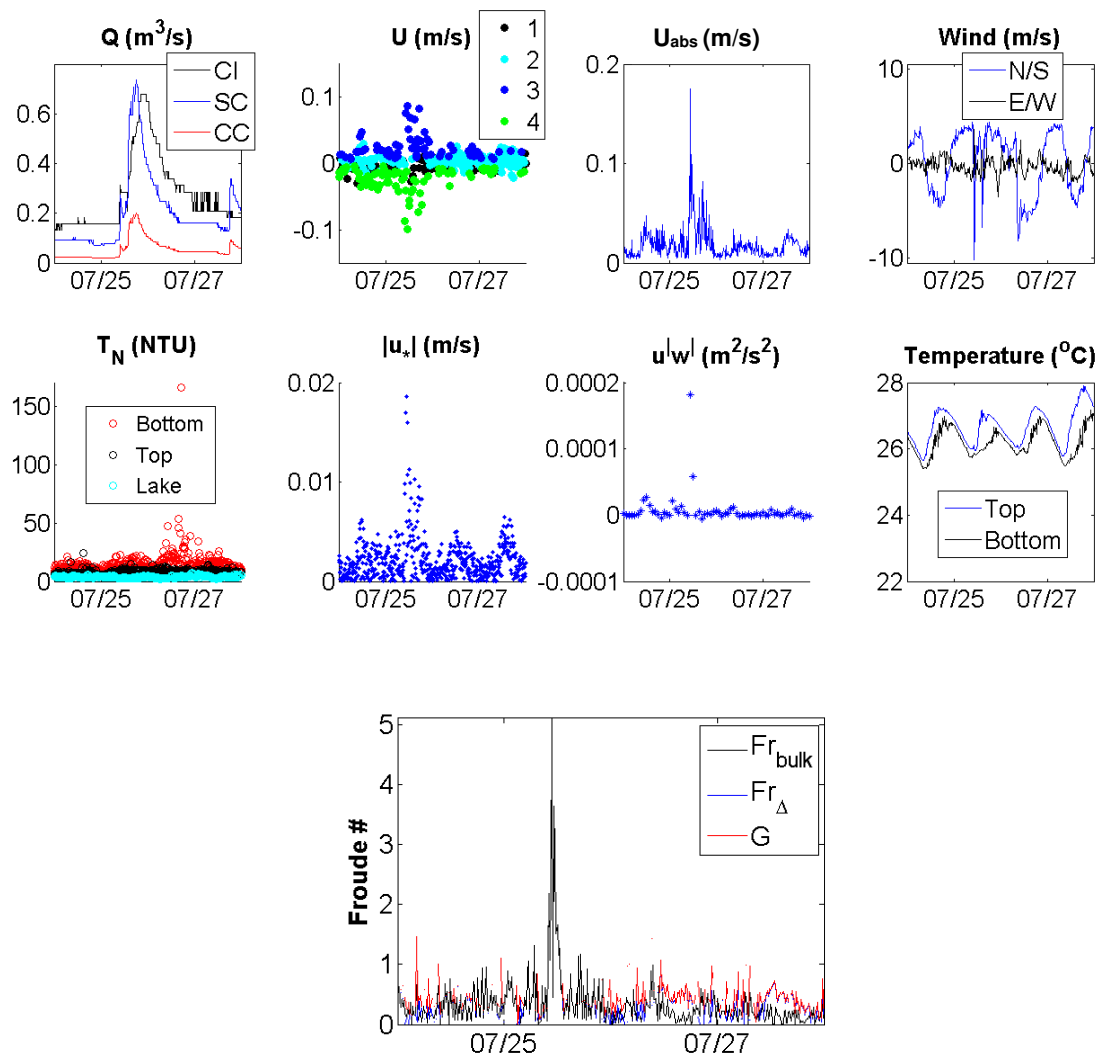 Q (m³/s)
CI
SC
CC
0.6
0.4
0.2
0
07/25 07/27
U (m/s)
1
2
3
4
0.1
0
-0.1
07/25 07/27
Uabs (m/s)
0.2
0.1
0
07/25 07/27
Wind (m/s)
N/S
E/W
10
0
-10
07/25 07/27
T_N (NTU)
Bottom
Top
Lake
150
100
50
0
07/25 07/27
|u_*| (m/s)
0.02
0.01
0
07/25 07/27
u|w| (m²/s²)
0.0002
0.0001
0
-0.0001
07/25 07/27
Temperature (°C)
28
26
24
22
Top
Bottom
07/25 07/27
Froude #
5
4
3
2
1
0
Fr_bulk
Fr_Δ
G
07/25 07/27